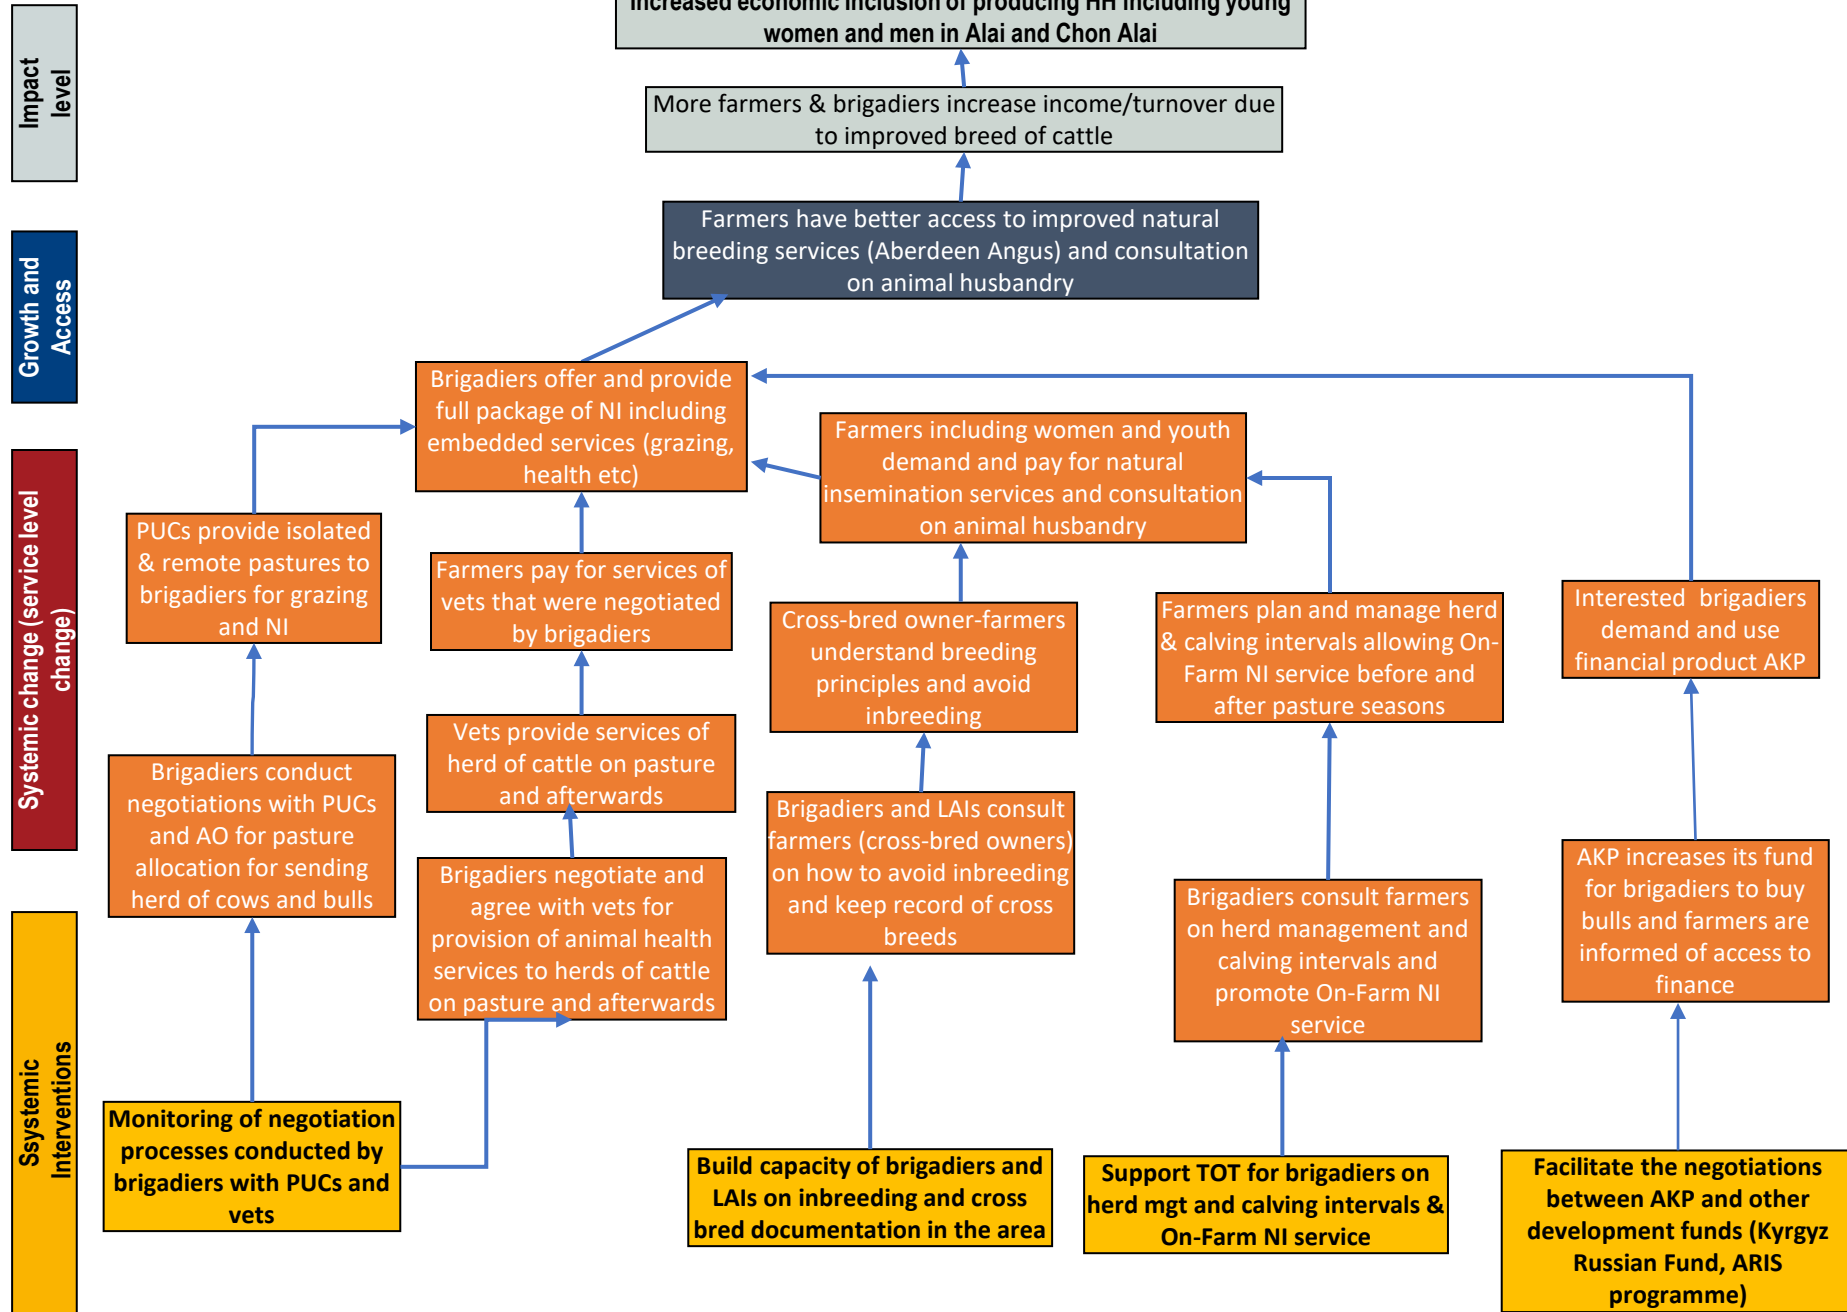 Increased economic inclusion of producing HH including young
women and men in Alai and Chon Alai
Impact
level
More farmers & brigadiers increase income/turnover due
to improved breed of cattle
Growth and
Access
Farmers have better access to improved natural
breeding services (Aberdeen Angus) and consultation
on animal husbandry
Systemic change (service level
change)
Brigadiers offer and provide
full package of NI including
embedded services (grazing,
health etc)
Farmers including women and youth
demand and pay for natural
insemination services and consultation
on animal husbandry
PUCs provide isolated
& remote pastures to
brigadiers for grazing
and NI
Farmers pay for services of
vets that were negotiated
by brigadiers
Cross-bred owner-farmers
understand breeding
principles and avoid
inbreeding
Farmers plan and manage herd
& calving intervals allowing On-
Farm NI service before and
after pasture seasons
Interested brigadiers
demand and use
financial product AKP
Vets provide services of
herd of cattle on pasture
and afterwards
Brigadiers conduct
negotiations with PUCs
and AO for pasture
allocation for sending
herd of cows and bulls
Brigadiers negotiate and
agree with vets for
provision of animal health
services to herds of cattle
on pasture and afterwards
Brigadiers and LAIs consult
farmers (cross-bred owners)
on how to avoid inbreeding
and keep record of cross
breeds
Brigadiers consult farmers
on herd management and
calving intervals and
promote On-Farm NI
service
AKP increases its fund
for brigadiers to buy
bulls and farmers are
informed of access to
finance
Ssystemic
Interventions
Monitoring of negotiation
processes conducted by
brigadiers with PUCs and
vets
Build capacity of brigadiers and
LAIs on inbreeding and cross
bred documentation in the area
Support TOT for brigadiers on
herd mgt and calving intervals &
On-Farm NI service
Facilitate the negotiations
between AKP and other
development funds (Kyrgyz
Russian Fund, ARIS
programme)